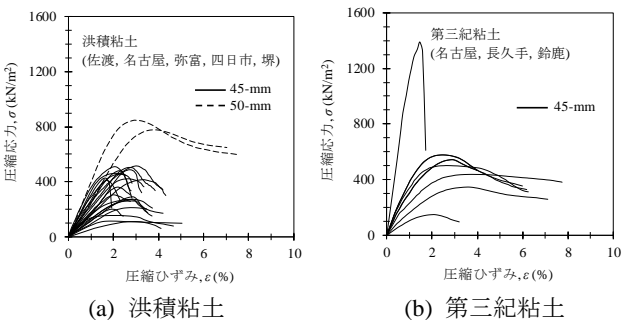 1600
1200
800
400
0
圧縮応力, σ (kN/m²)
洪積粘土
(佐渡, 名古屋, 弥富, 四日市, 堺)
45-mm
50-mm
0 2 4 6 8 10
圧縮ひずみ, ε (%)
(a) 洪積粘土
1600
1200
800
400
0
圧縮応力, σ (kN/m²)
第三紀粘土
(名古屋, 長久手, 鈴鹿)
45-mm
0 2 4 6 8 10
圧縮ひずみ, ε (%)
(b) 第三紀粘土